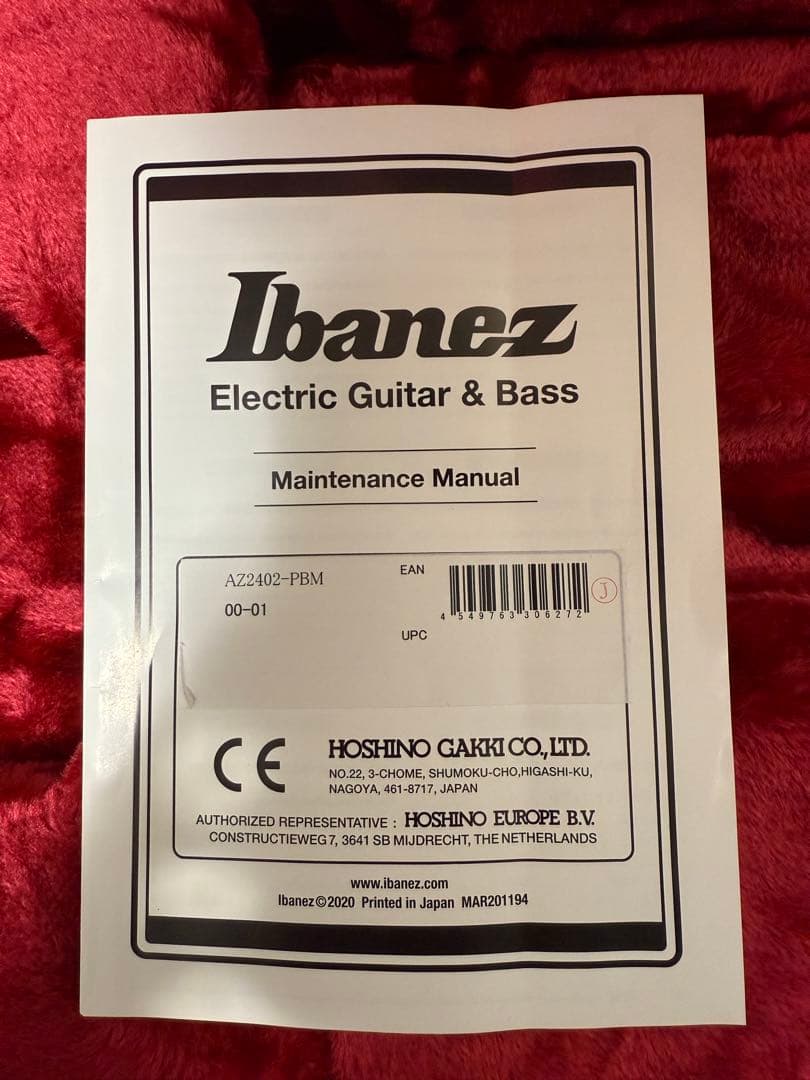 Ibanez
Electric Guitar & Bass
Maintenance Manual
AZ2402-PBM
00-01
EAN
4 549763 306272
J
UPC
CE
HOSHINO GAKKI CO., LTD.
NO.22, 3-CHOME, SHUMOKU-CHO,HIGASHI-KU,
NAGOYA, 461-8717, JAPAN
AUTHORIZED REPRESENTATIVE : HOSHINO EUROPE B.V.
CONSTRUCTIEWEG 7, 3641 SB MIJDRECHT, THE NETHERLANDS
www.ibanez.com
Ibanez©2020 Printed in Japan MAR201194